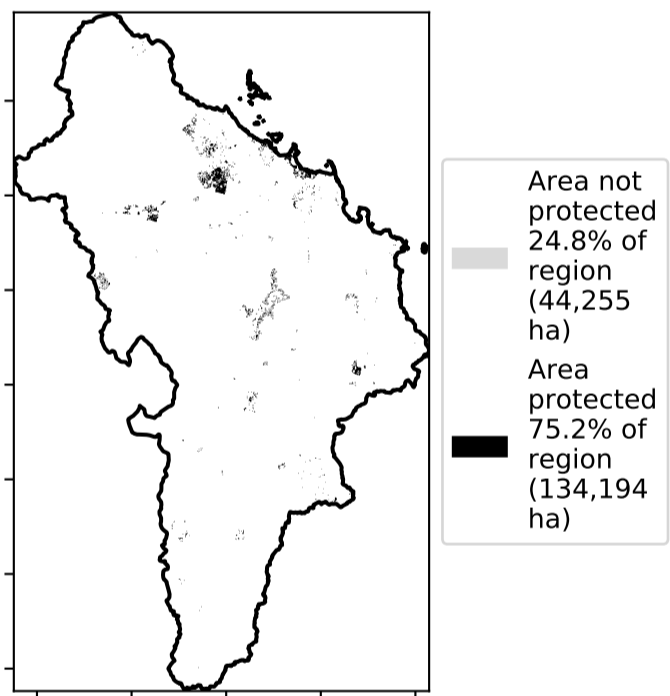 Area not
protected
24.8% of
region
(44,255
ha)
Area
protected
75.2% of
region
(134,194
ha)